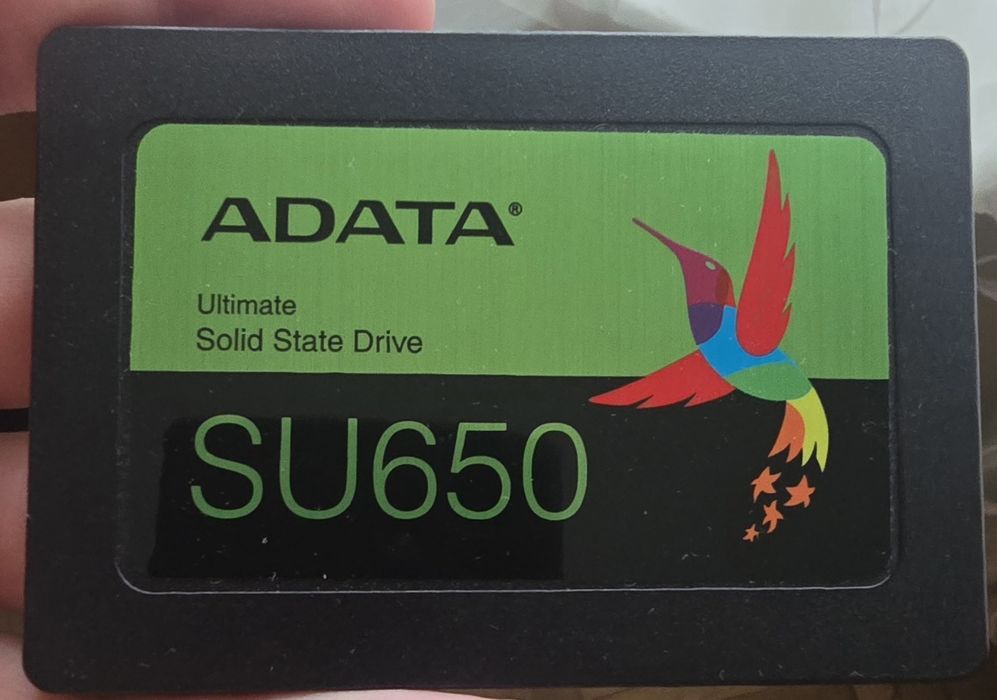 ADATA®
Ultimate
Solid State Drive
SU650